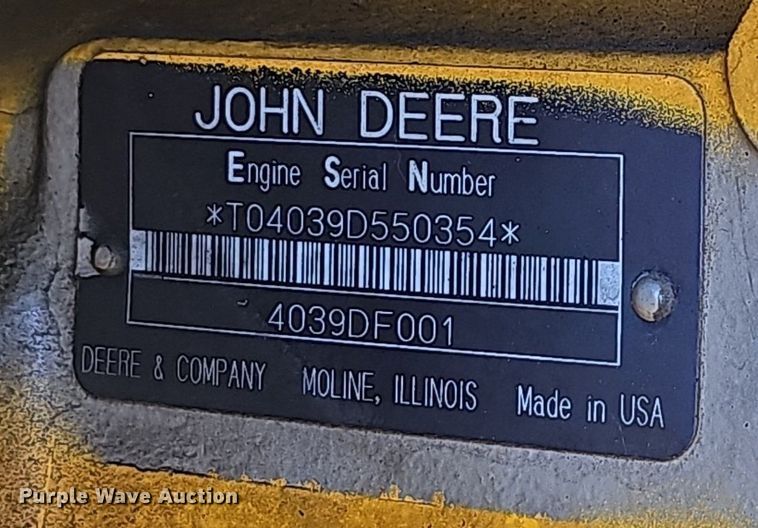 JOHN DEERE
Engine Serial Number
*T04039D550354*
4039DF001
DEERE & COMPANY MOLINE, ILLINOIS Made in USA
Purple Wave Auction